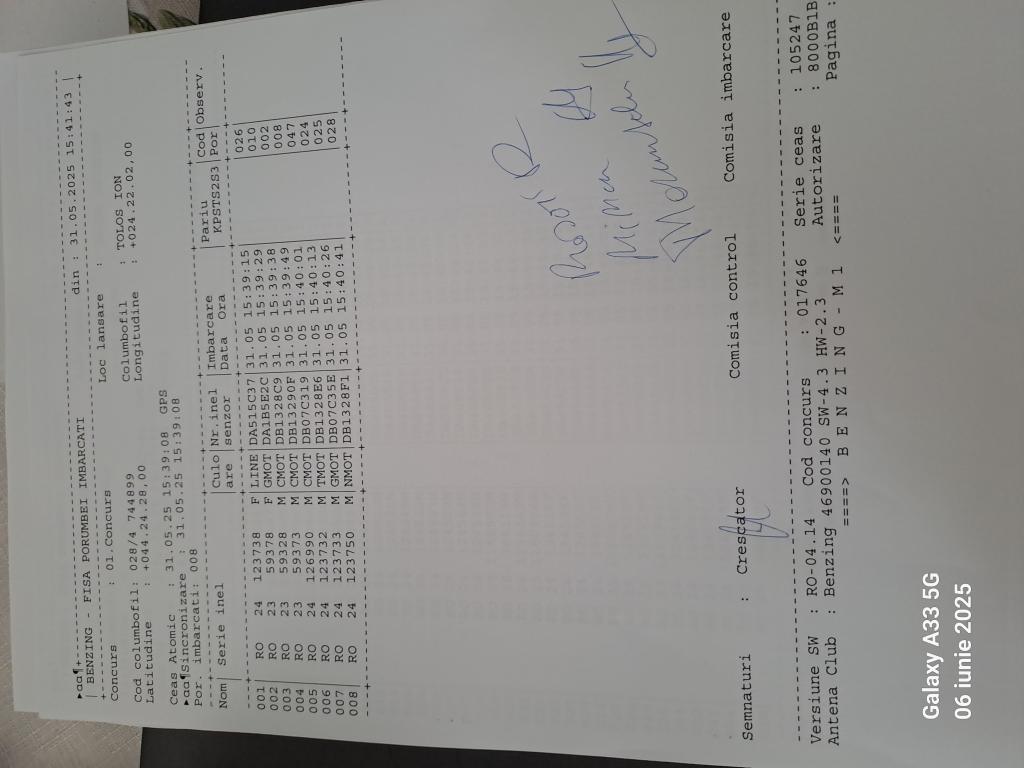 ▸αα¶+-----------------------------------------------------------------+
| BENZING - FISA PORUMBEI IMBARCATI din : 31.05.2025 15:41:43 |
+-----------------------------------------------------------------+
Concurs : 01.Concurs Loc lansare :
Cod columbofil: 028/4 744899 Columbofil : TOLOS ION
Latitudine : +044.24.28,00 Longitudine : +024.22.02,00
Ceas Atomic : 31.05.25 15:39:08 GPS
▸αα¶Sincronizare : 31.05.25 15:39:08
Por. imbarcati: 008
Nom| Serie inel |Culo|Nr.inel |Imbarcare |Pariu |Cod|Observ.
|are |senzor |Data Ora | KPSTS2S3|Por|
001| RO 24 123738 F|LINE|DA515C37|31.05 15:39:15| |026|
002| RO 23 59378 F|GMOT|DA1B5E2C|31.05 15:39:29| |010|
003| RO 23 59328 M|CMOT|DB1328C9|31.05 15:39:38| |002|
004| RO 23 59373 M|CMOT|DB13290F|31.05 15:39:49| |008|
005| RO 24 126990 M|CMOT|DB07C319|31.05 15:40:01| |047|
006| RO 24 123732 M|TMOT|DB1328E6|31.05 15:40:13| |024|
007| RO 24 123733 M|GMOT|DB07C35E|31.05 15:40:26| |025|
008| RO 24 123750 M|NMOT|DB1328F1|31.05 15:40:41| |028|
Semnaturi : Crescator Comisia control Comisia imbarcare
Versiune SW : RO-04.14 Cod concurs : 017646 Serie ceas : 105247
Antena Club : Benzing 46900140 SW-4.3 HW-2.3 Autorizare : 8000B1B
====> B E N Z I N G - M 1 <==== Pagina :
Galaxy A33 5G
06 iunie 2025